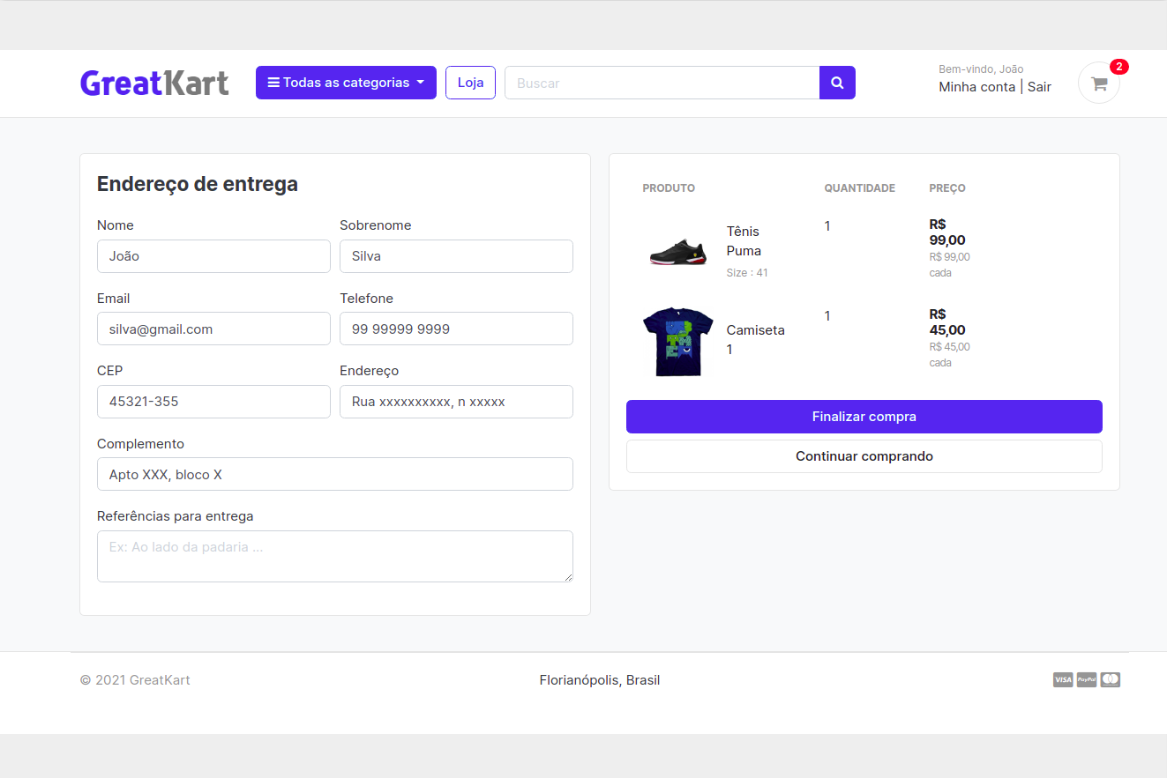 GreatKart
Todas as categorias
Loja
Buscar
Bem-vindo, João
Minha conta | Sair
2
Endereço de entrega
Nome
Sobrenome
João
Silva
Email
Telefone
silva@gmail.com
99 99999 9999
CEP
Endereço
45321-355
Rua xxxxxxxxxx, n xxxxx
Complemento
Apto XXX, bloco X
Referências para entrega
Ex: Ao lado da padaria ...
PRODUTO
QUANTIDADE
PREÇO
Tênis
Puma
Size : 41
1
R$
99,00
R$ 99,00
cada
Camiseta
1
1
R$
45,00
R$ 45,00
cada
Finalizar compra
Continuar comprando
© 2021 GreatKart
Florianópolis, Brasil
VISA
PayPal